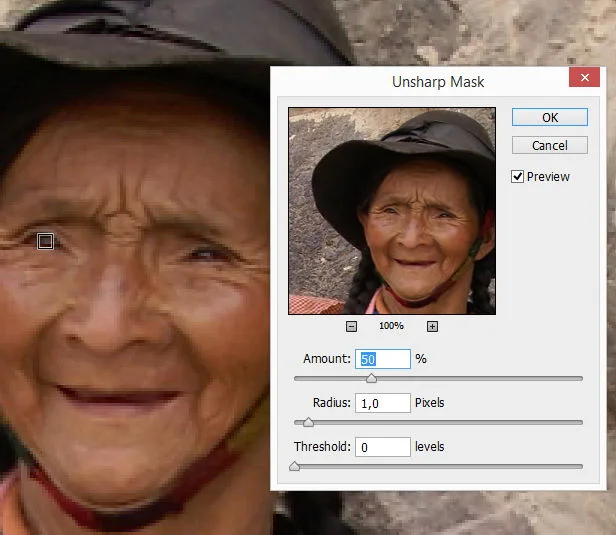 Unsharp Mask
OK
Cancel
Preview
100%
Amount: 50 %
Radius: 1,0 Pixels
Threshold: 0 levels